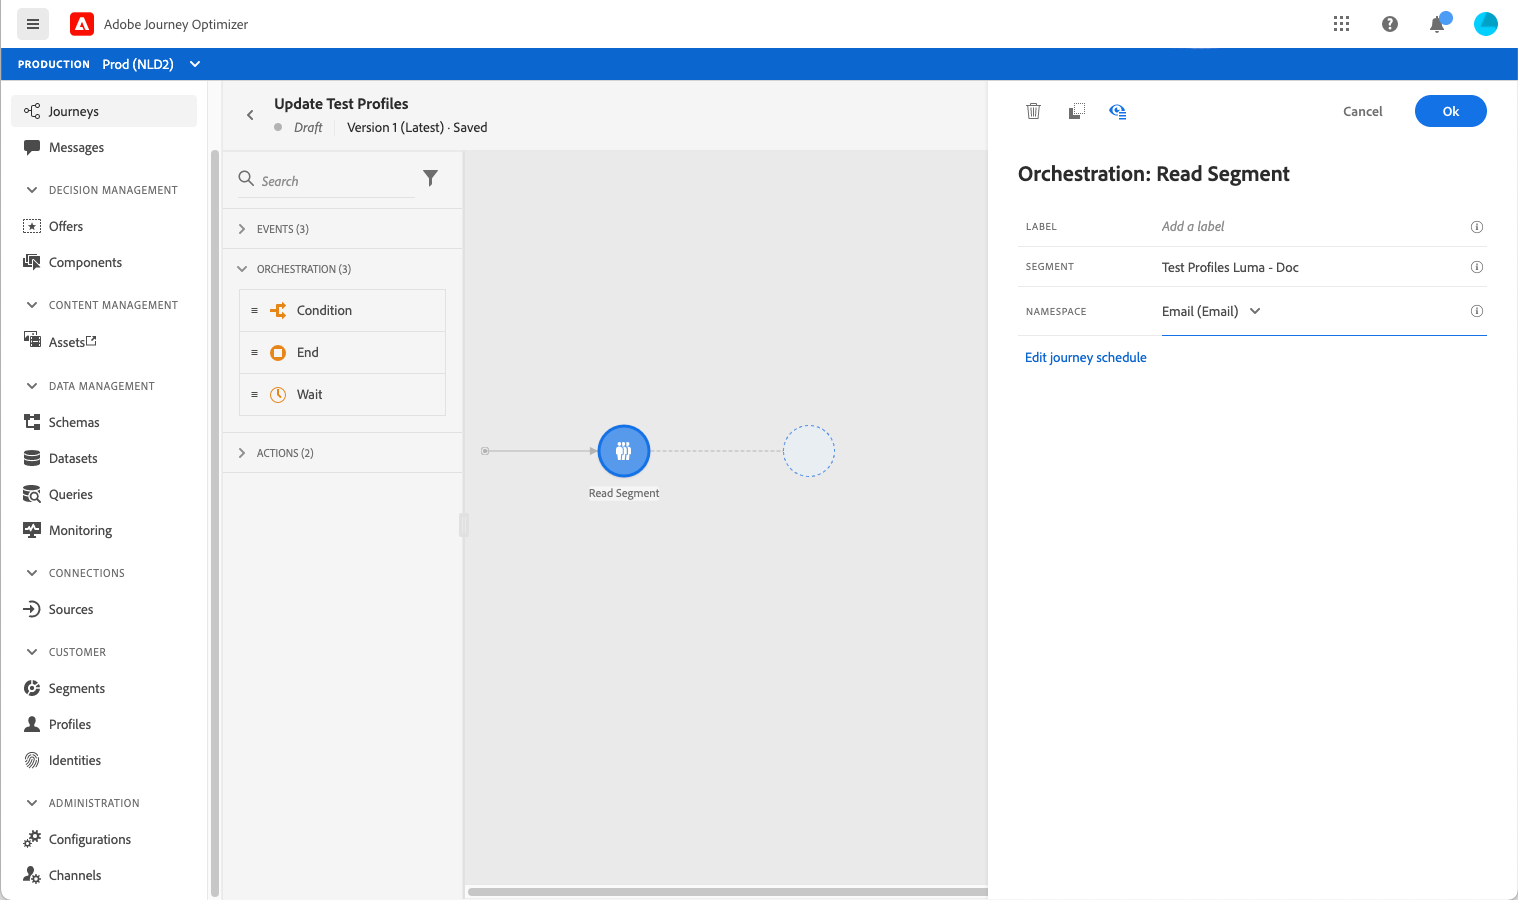 Adobe Journey Optimizer
PRODUCTION Prod (NLD2)
Journeys
Messages
DECISION MANAGEMENT
Offers
Components
CONTENT MANAGEMENT
Assets
DATA MANAGEMENT
Schemas
Datasets
Queries
Monitoring
CONNECTIONS
Sources
CUSTOMER
Segments
Profiles
Identities
ADMINISTRATION
Configurations
Channels
Update Test Profiles
Draft Version 1 (Latest) · Saved
Search
EVENTS (3)
ORCHESTRATION (3)
Condition
End
Wait
ACTIONS (2)
Read Segment
Cancel Ok
Orchestration: Read Segment
LABEL Add a label
SEGMENT Test Profiles Luma - Doc
NAMESPACE Email (Email)
Edit journey schedule